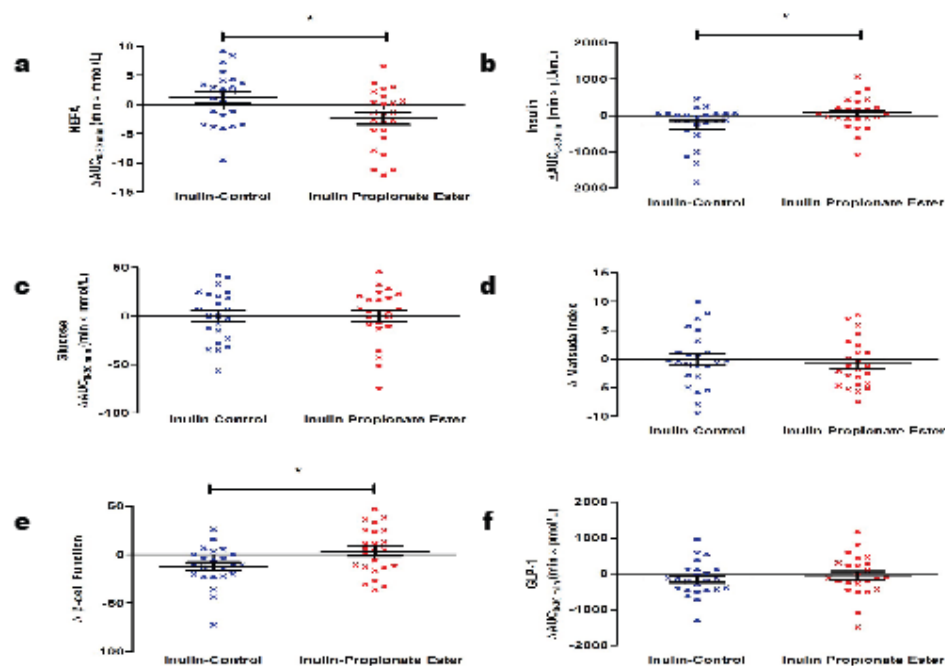 a
*
NEFA
10
5
0
-5
-10
-15
Inulin-Control
Inulin Propionate Ester
b
*
Insulin
2000
1000
0
-1000
2000
Inulin-Control
Inulin Propionate Ester
c
Glucose
50
0
-50
-100
Inulin Control
Inulin Propionate Ester
d
Δ Matsuda Index
15
10
5
0
-5
-10
Inulin Control
Inulin Propionate Ester
e
*
Δ β-cell Function
50
0
-50
100
Inulin-Control
Inulin-Propionate Ester
f
GLP-1
2000
1000
0
-1000
-2000
Inulin-Control
Inulin Propionate Ester